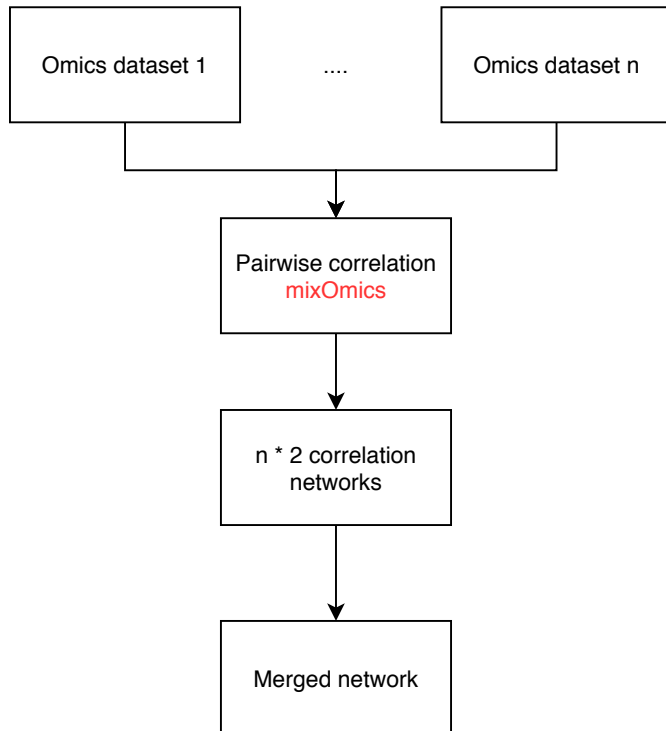 Omics dataset 1
....
Omics dataset n
Pairwise correlation
mixOmics
n * 2 correlation
networks
Merged network